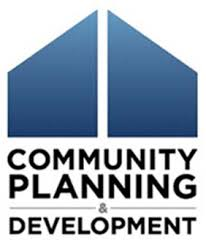 COMMUNITY
PLANNING
&
DEVELOPMENT